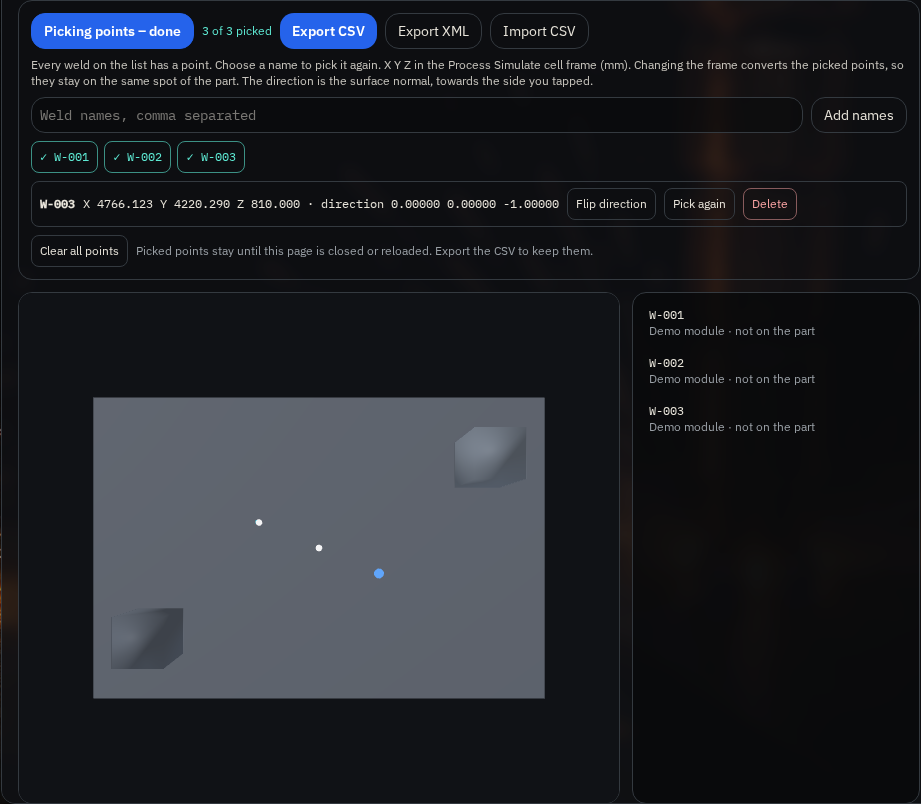 Picking points – done 3 of 3 picked Export CSV Export XML Import CSV
Every weld on the list has a point. Choose a name to pick it again. X Y Z in the Process Simulate cell frame (mm). Changing the frame converts the picked points, so
they stay on the same spot of the part. The direction is the surface normal, towards the side you tapped.
Weld names, comma separated Add names
✓ W-001 ✓ W-002 ✓ W-003
W-003 X 4766.123 Y 4220.290 Z 810.000 · direction 0.00000 0.00000 -1.00000 Flip direction Pick again Delete
Clear all points Picked points stay until this page is closed or reloaded. Export the CSV to keep them.
W-001
Demo module · not on the part
W-002
Demo module · not on the part
W-003
Demo module · not on the part